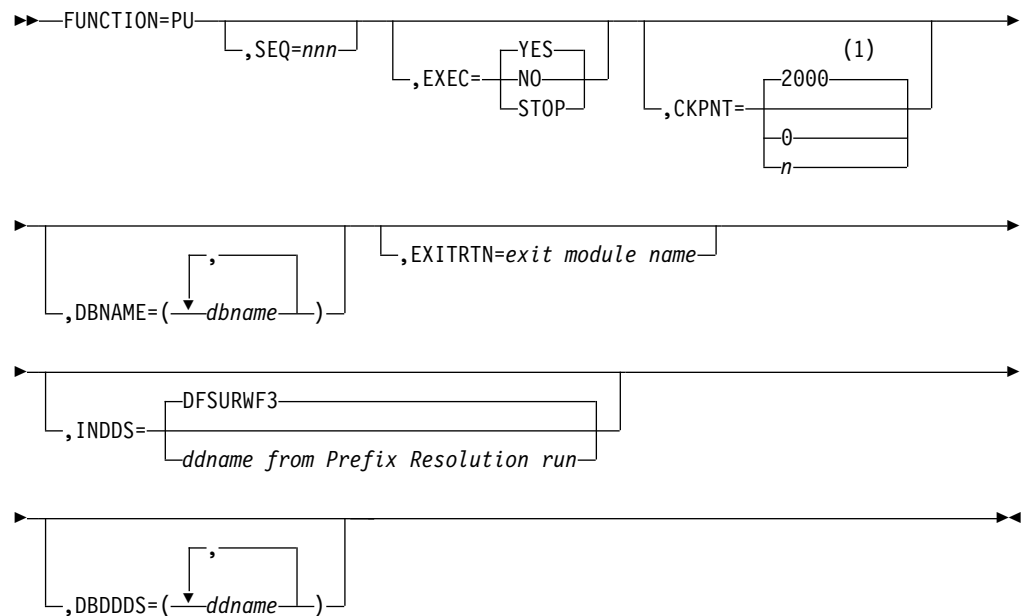 FUNCTION=PU
,SEQ=nnn
,EXEC=
YES
NO
STOP
(1)
,CKPNT=
2000
0
n
,DBNAME=(
,
dbname
)
,EXITRTN=exit module name
,INDDS=
DFSURWF3
ddname from Prefix Resolution run
,DBDDDS=(
,
ddname
)